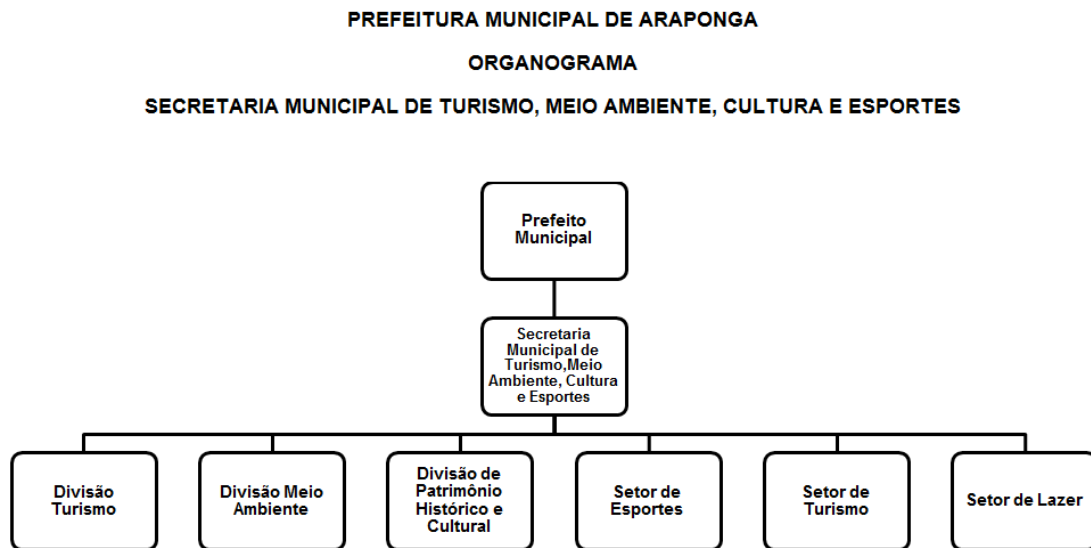 PREFEITURA MUNICIPAL DE ARAPONGA
ORGANOGRAMA
SECRETARIA MUNICIPAL DE TURISMO, MEIO AMBIENTE, CULTURA E ESPORTES
Prefeito
Municipal
Secretaria
Municipal de
Turismo,Meio
Ambiente, Cultura
e Esportes
Divisão
Turismo
Divisão Meio
Ambiente
Divisão de
Patrimônio
Histórico e
Cultural
Setor de
Esportes
Setor de
Turismo
Setor de Lazer